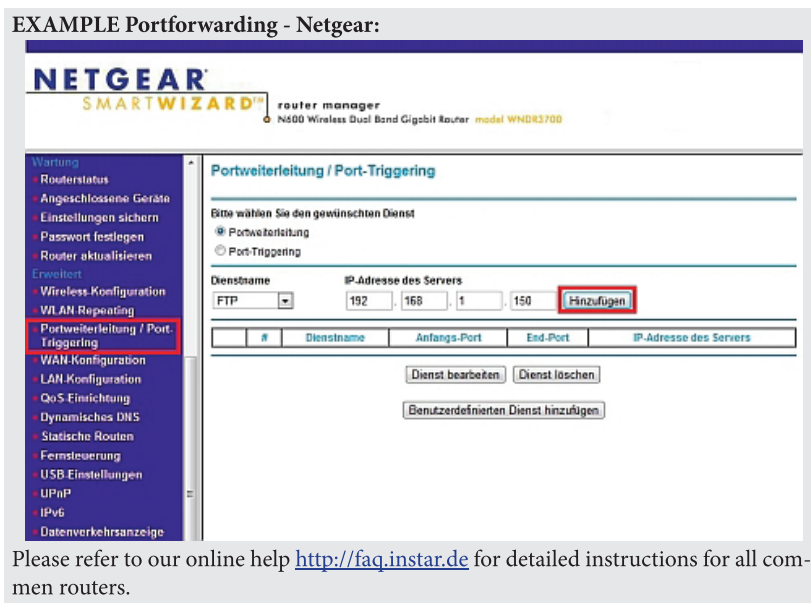 EXAMPLE Portforwarding - Netgear:
NETGEAR
SMARTWIZARD™
router manager
N600 Wireless Dual Band Gigabit Router model WNDR3700
Wartung
Routerstatus
Angeschlossene Geräte
Einstellungen sichern
Passwort festlegen
Router aktualisieren
Erweitert
Wireless-Konfiguration
WLAN-Repeating
Portweiterleitung / Port-
Triggering
WAN-Konfiguration
LAN-Konfiguration
QoS-Einrichtung
Dynamisches DNS
Statische Routen
Fernsteuerung
USB-Einstellungen
UPnP
IPv6
Datenverkehrsanzeige
Portweiterleitung / Port-Triggering
Bitte wählen Sie den gewünschten Dienst
Portweiterleitung
Port-Triggering
Dienstname IP-Adresse des Servers
FTP 192 . 168 . 1 . 150 Hinzufügen
# Dienstname Anfangs-Port End-Port IP-Adresse des Servers
Dienst bearbeiten Dienst löschen
Benutzerdefinierten Dienst hinzufügen
Please refer to our online help http://faq.instar.de for detailed instructions for all com-
men routers.